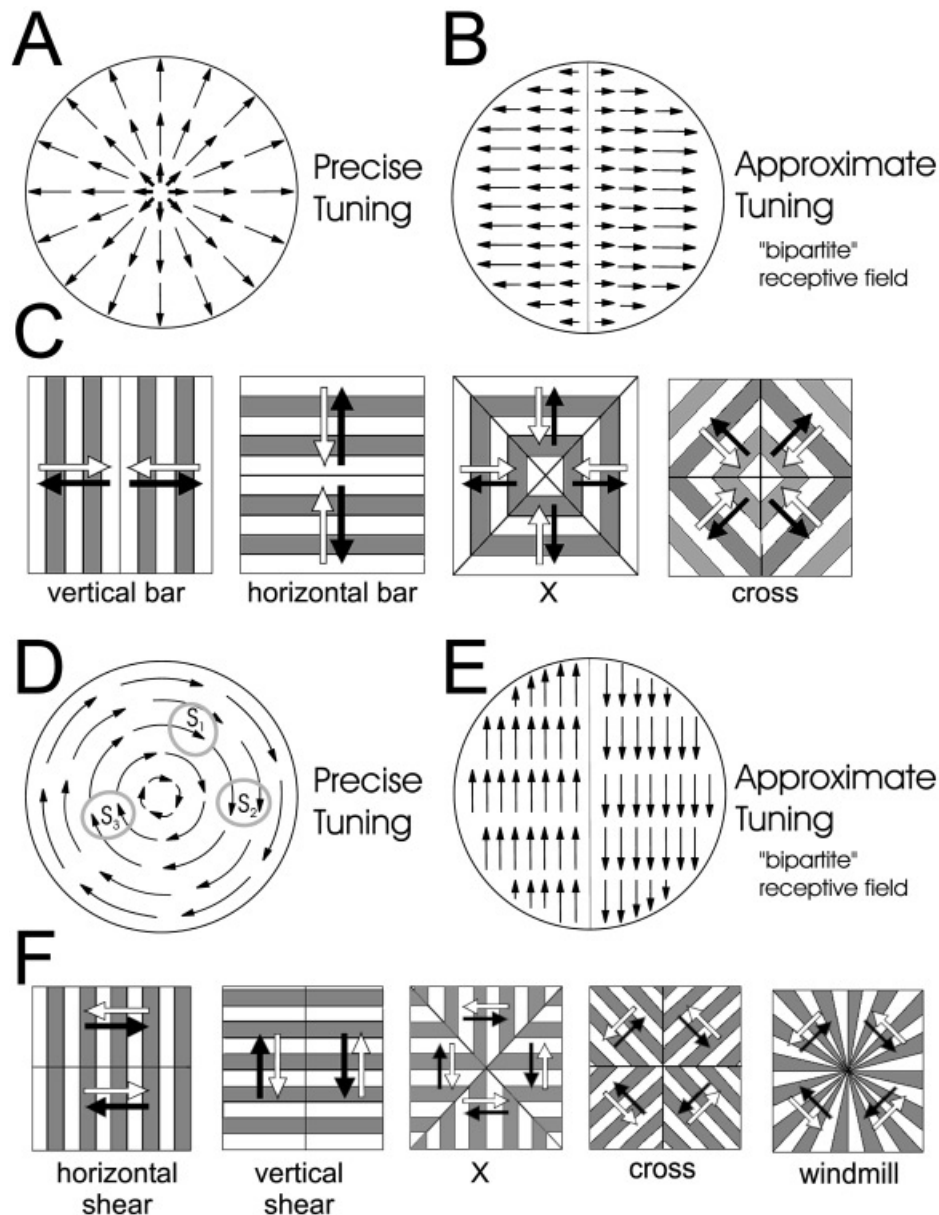 A
Precise
Tuning
B
Approximate
Tuning
"bipartite"
receptive field
C
vertical bar
horizontal bar
X
cross
D
S1
S2
S3
Precise
Tuning
E
Approximate
Tuning
"bipartite"
receptive field
F
horizontal
shear
vertical
shear
X
cross
windmill